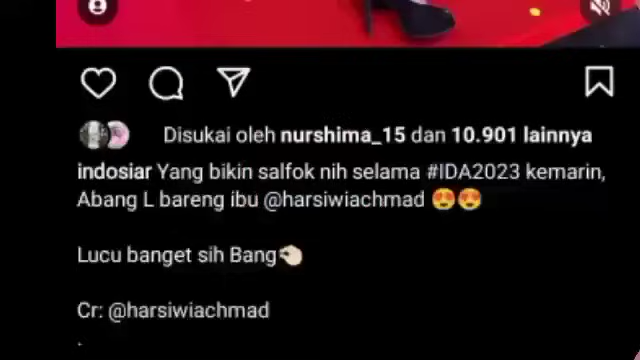 Disukai oleh nurshima_15 dan 10.901 lainnya
indosiar Yang bikin salfok nih selama #IDA2023 kemarin,
Abang L bareng ibu @harsiwiachmad 😍😍
Lucu banget sih Bang🤏🏻
Cr: @harsiwiachmad
.